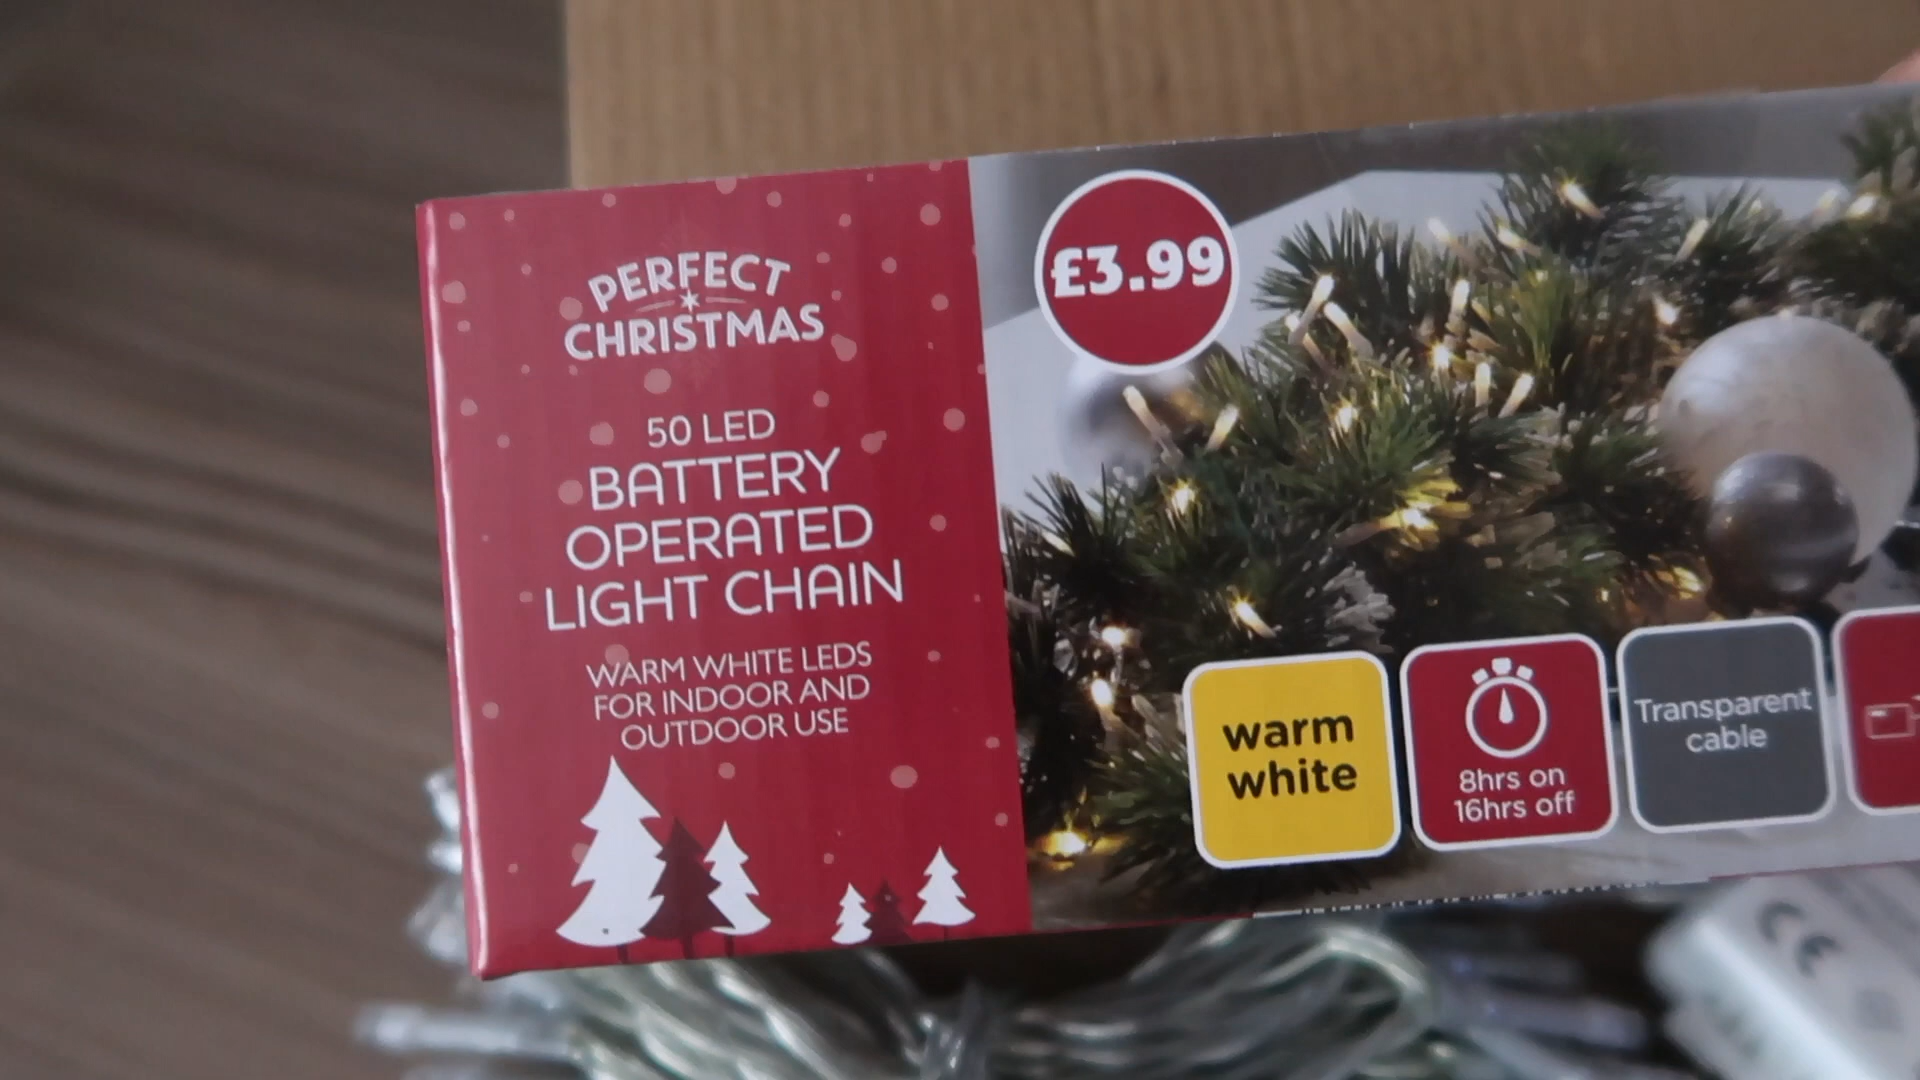 PERFECT
CHRISTMAS
50 LED
BATTERY
OPERATED
LIGHT CHAIN
WARM WHITE LEDS
FOR INDOOR AND
OUTDOOR USE
£3.99
warm
white
8hrs on
16hrs off
Transparent
cable
CE